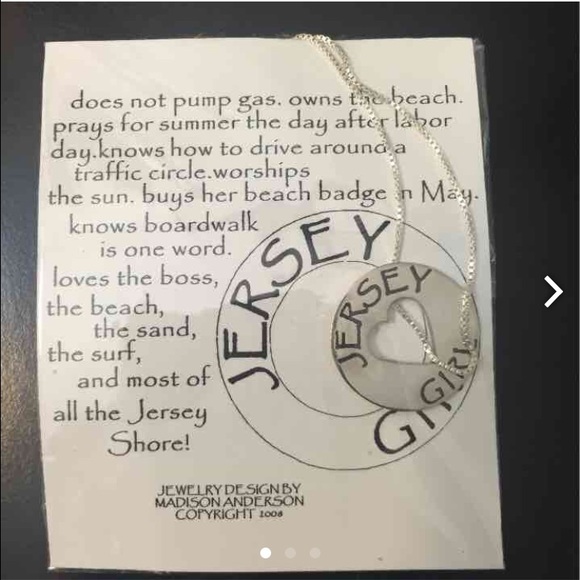 does not pump gas. owns the beach.
prays for summer the day after labor
day.knows how to drive around a
traffic circle.worships
the sun. buys her beach badge in May.
knows boardwalk
is one word.
loves the boss,
the beach,
the sand,
the surf,
and most of
all the Jersey
Shore!
JERSEY
GIRL
JERSEY
GIRL
JEWELRY DESIGN BY
MADISON ANDERSON
COPYRIGHT 2008